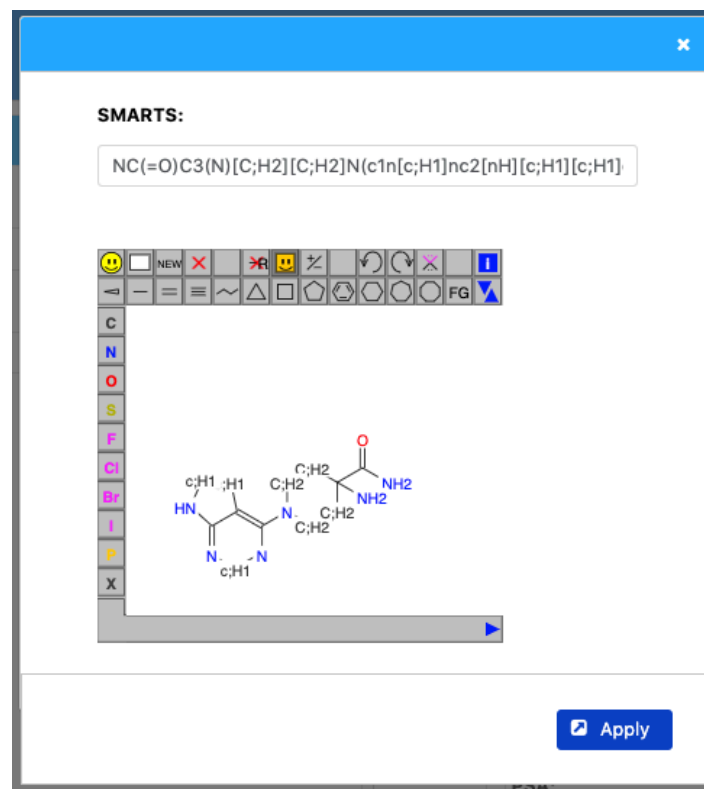 SMARTS:
NC(=O)C3(N)[C;H2][C;H2]N(c1n[c;H1]nc2[nH][c;H1][c;H1]
NEW R
FG
C
N
O
S
F
Cl
Br
I
P
X
O
c;H1 ;H1 C;H2 C;H2 NH2
HN N NH2
C;H2 C;H2
N N
c;H1
Apply